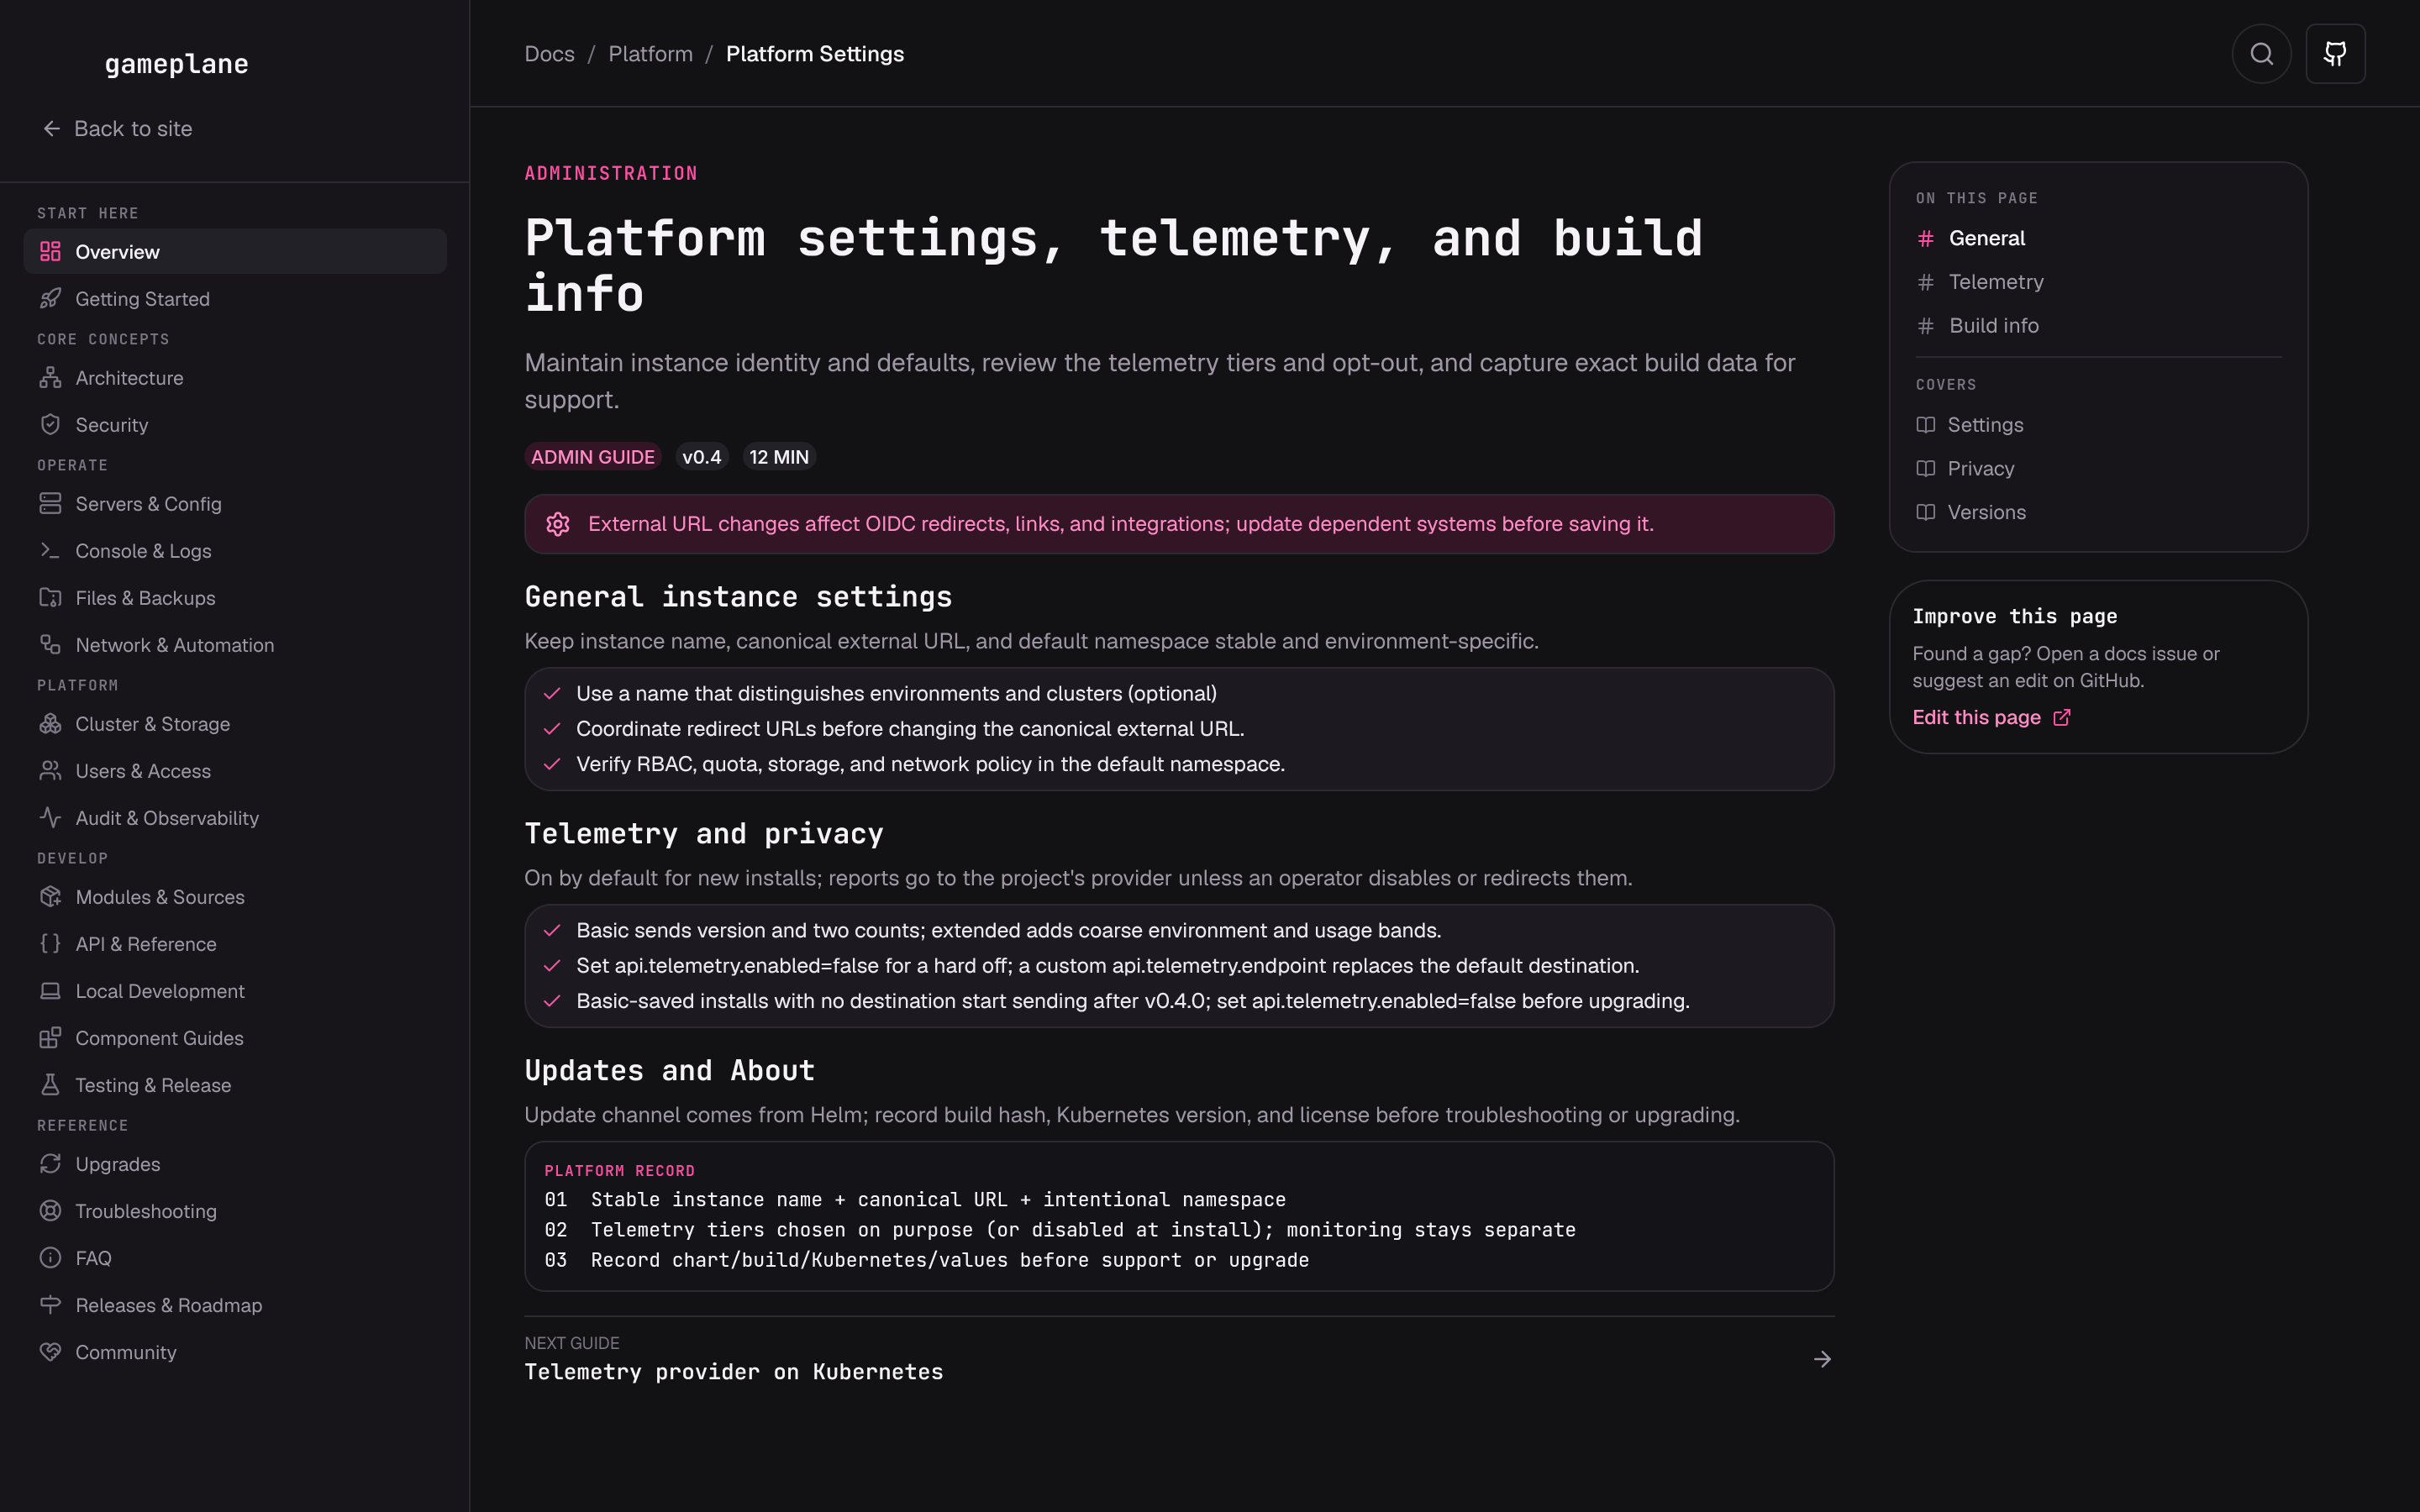 gameplane
Back to site
START HERE
Overview
Getting Started
CORE CONCEPTS
Architecture
Security
OPERATE
Servers & Config
Console & Logs
Files & Backups
Network & Automation
PLATFORM
Cluster & Storage
Users & Access
Audit & Observability
DEVELOP
Modules & Sources
API & Reference
Local Development
Component Guides
Testing & Release
REFERENCE
Upgrades
Troubleshooting
FAQ
Releases & Roadmap
Community
Docs / Platform / Platform Settings
ADMINISTRATION
Platform settings, telemetry, and build
info
Maintain instance identity and defaults, review the telemetry tiers and opt-out, and capture exact build data for
support.
ADMIN GUIDE v0.4 12 MIN
External URL changes affect OIDC redirects, links, and integrations; update dependent systems before saving it.
General instance settings
Keep instance name, canonical external URL, and default namespace stable and environment-specific.
Use a name that distinguishes environments and clusters (optional)
Coordinate redirect URLs before changing the canonical external URL.
Verify RBAC, quota, storage, and network policy in the default namespace.
Telemetry and privacy
On by default for new installs; reports go to the project's provider unless an operator disables or redirects them.
Basic sends version and two counts; extended adds coarse environment and usage bands.
Set api.telemetry.enabled=false for a hard off; a custom api.telemetry.endpoint replaces the default destination.
Basic-saved installs with no destination start sending after v0.4.0; set api.telemetry.enabled=false before upgrading.
Updates and About
Update channel comes from Helm; record build hash, Kubernetes version, and license before troubleshooting or upgrading.
PLATFORM RECORD
01 Stable instance name + canonical URL + intentional namespace
02 Telemetry tiers chosen on purpose (or disabled at install); monitoring stays separate
03 Record chart/build/Kubernetes/values before support or upgrade
NEXT GUIDE
Telemetry provider on Kubernetes
ON THIS PAGE
# General
# Telemetry
# Build info
COVERS
Settings
Privacy
Versions
Improve this page
Found a gap? Open a docs issue or
suggest an edit on GitHub.
Edit this page